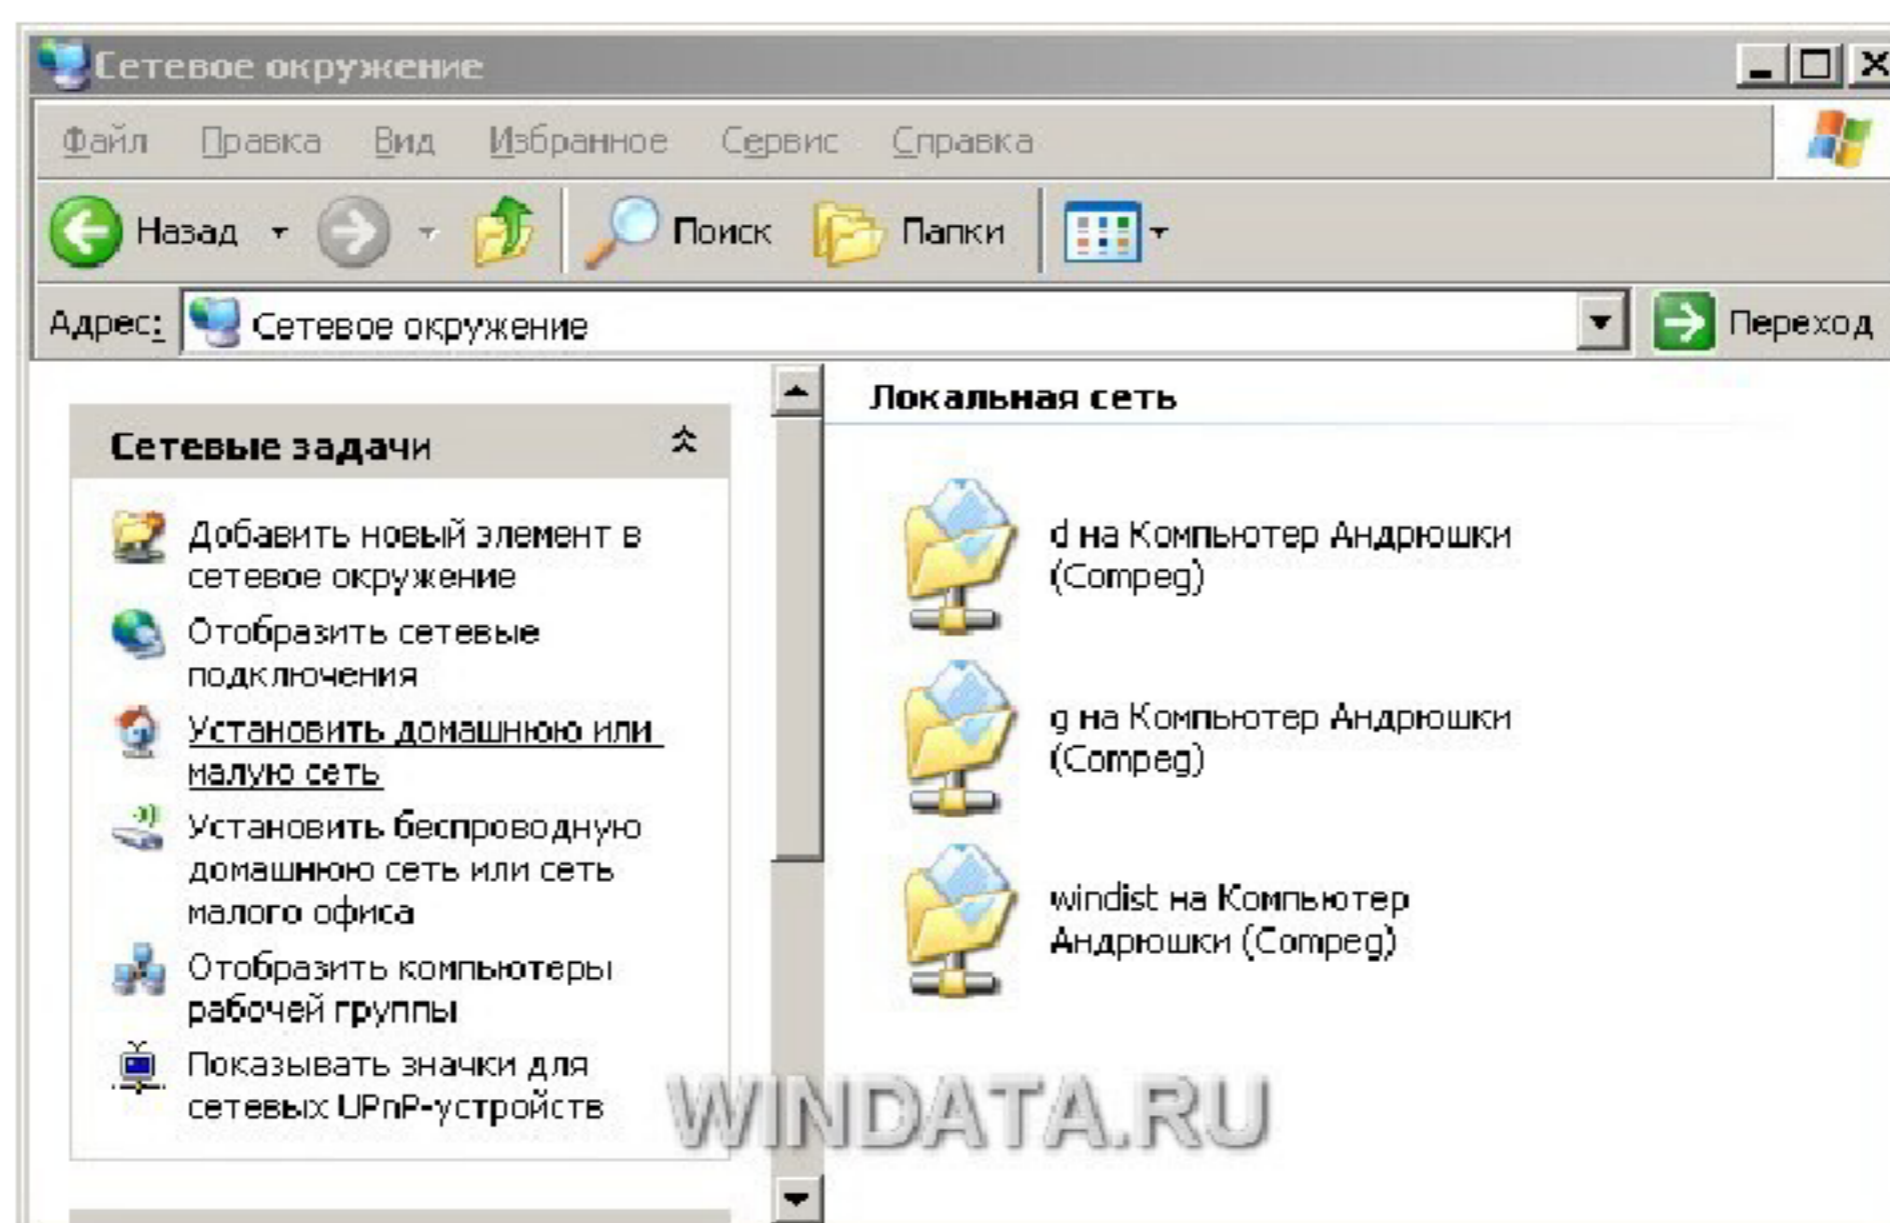 Сетевое окружение
Файл Правка Вид Избранное Сервис Справка
Назад Поиск Папки
Адрес: Сетевое окружение Переход
Сетевые задачи
Добавить новый элемент в
сетевое окружение
Отобразить сетевые
подключения
Установить домашнюю или
малую сеть
Установить беспроводную
домашнюю сеть или сеть
малого офиса
Отобразить компьютеры
рабочей группы
Показывать значки для
сетевых UPnP-устройств
Локальная сеть
d на Компьютер Андрюшки
(Compeg)
g на Компьютер Андрюшки
(Compeg)
windist на Компьютер
Андрюшки (Compeg)
WINDATA.RU